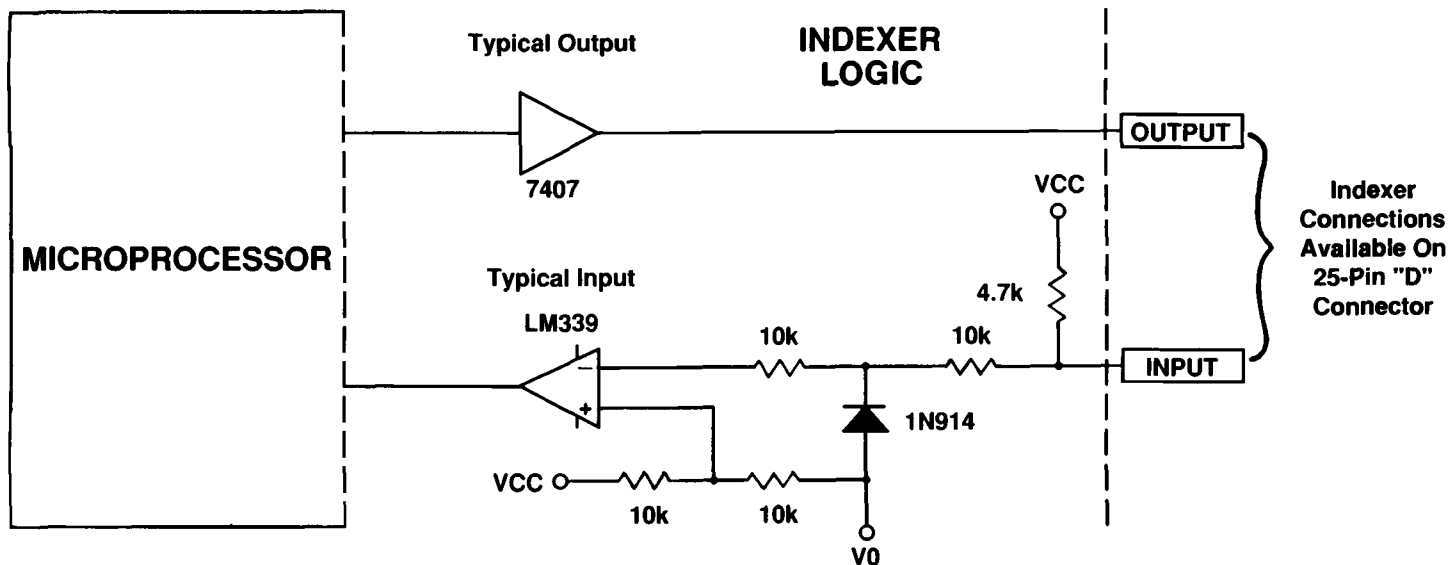 Typical Output
INDEXER
LOGIC
7407
OUTPUT
VCC
Indexer
Connections
Available On
25-Pin "D"
Connector
MICROPROCESSOR
Typical Input
LM339
4.7k
10k
10k
INPUT
−
+
1N914
VCC
10k
10k
V0